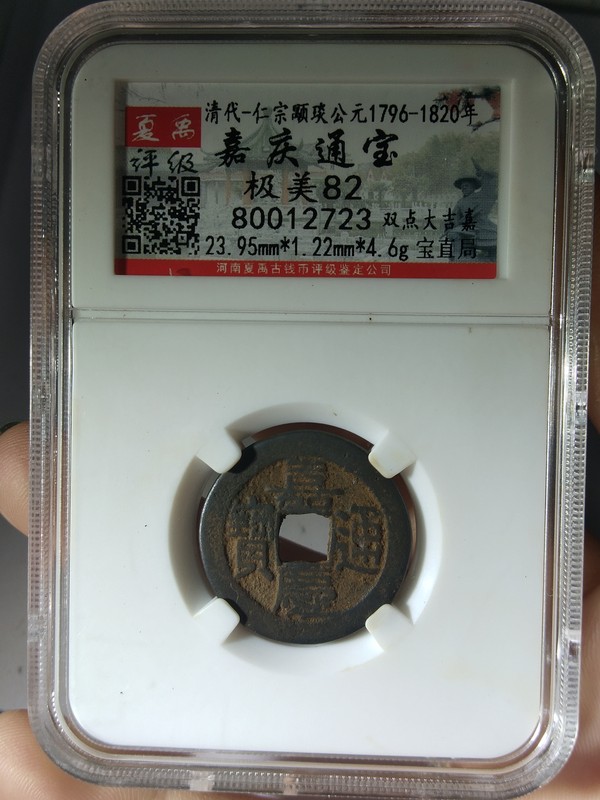 清代-仁宗颙琰公元1796-1820年
夏禹
评级
嘉庆通宝
极美82
80012723 双点大吉嘉
23.95mm*1.22mm*4.6g 宝直局
河南夏禹古钱币评级鉴定公司
嘉慶通寶